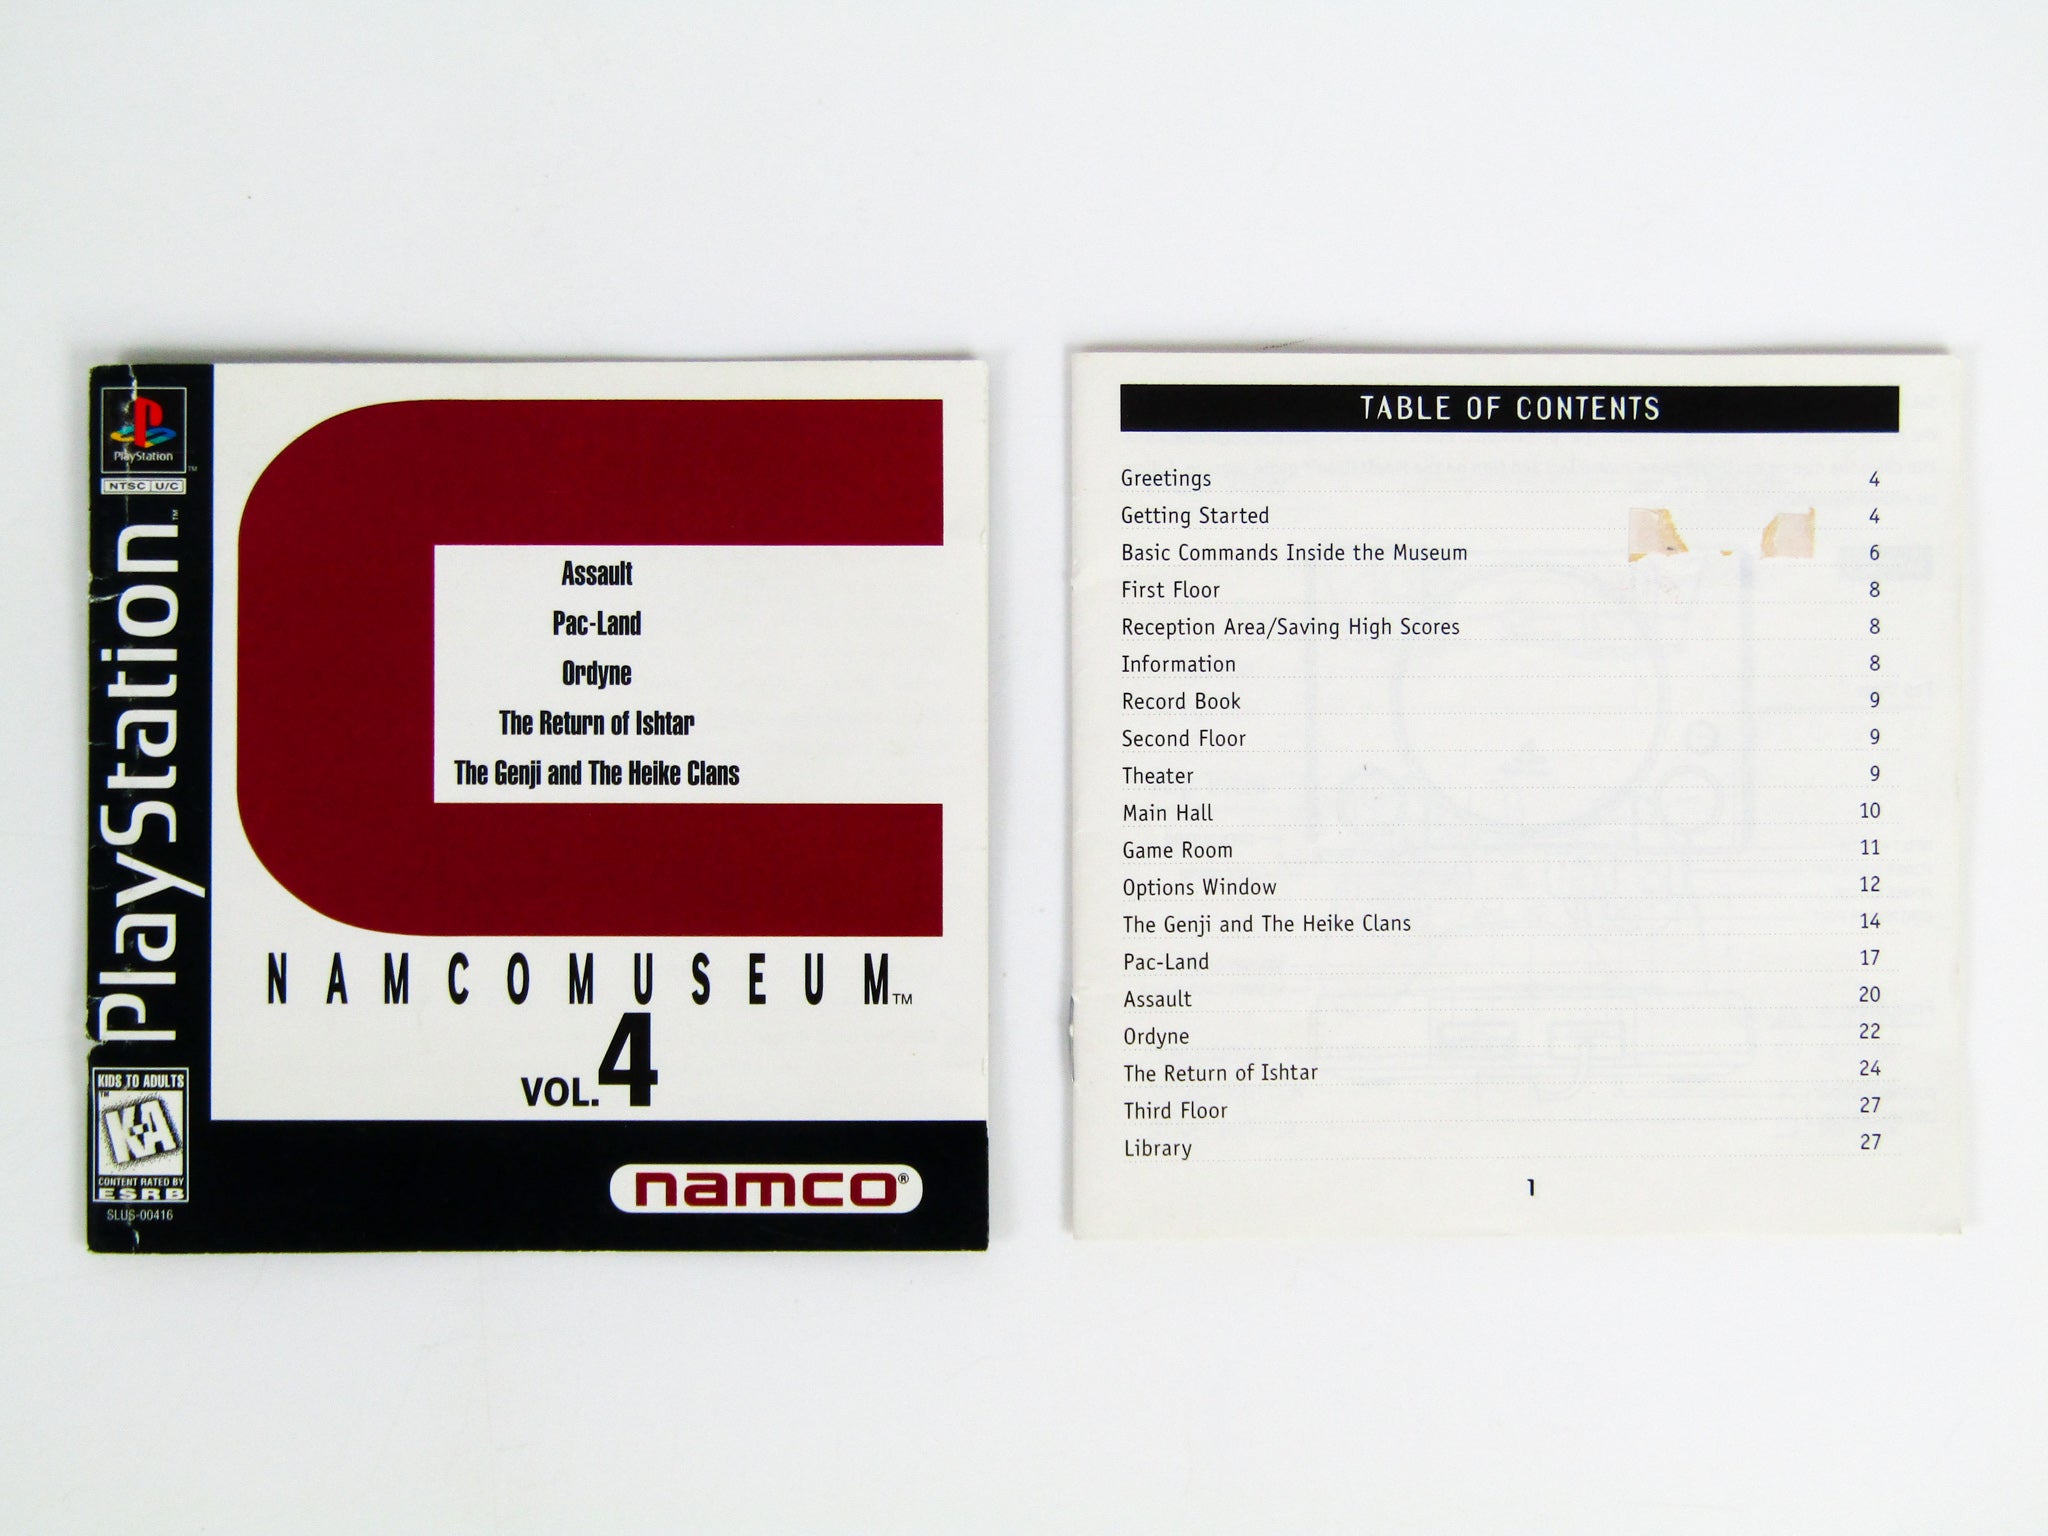 PlayStation
TM
NTSC U/C
PlayStation
TM
KIDS TO ADULTS
TM
KA
CONTENT RATED BY
ESRB
SLUS-00416
Assault
Pac-Land
Ordyne
The Return of Ishtar
The Genji and The Heike Clans
NAMCOMUSEUM™
VOL.4
namco®
TABLE OF CONTENTS
Greetings 4
Getting Started 4
Basic Commands Inside the Museum 6
First Floor 8
Reception Area/Saving High Scores 8
Information 8
Record Book 9
Second Floor 9
Theater 9
Main Hall 10
Game Room 11
Options Window 12
The Genji and The Heike Clans 14
Pac-Land 17
Assault 20
Ordyne 22
The Return of Ishtar 24
Third Floor 27
Library 27
1